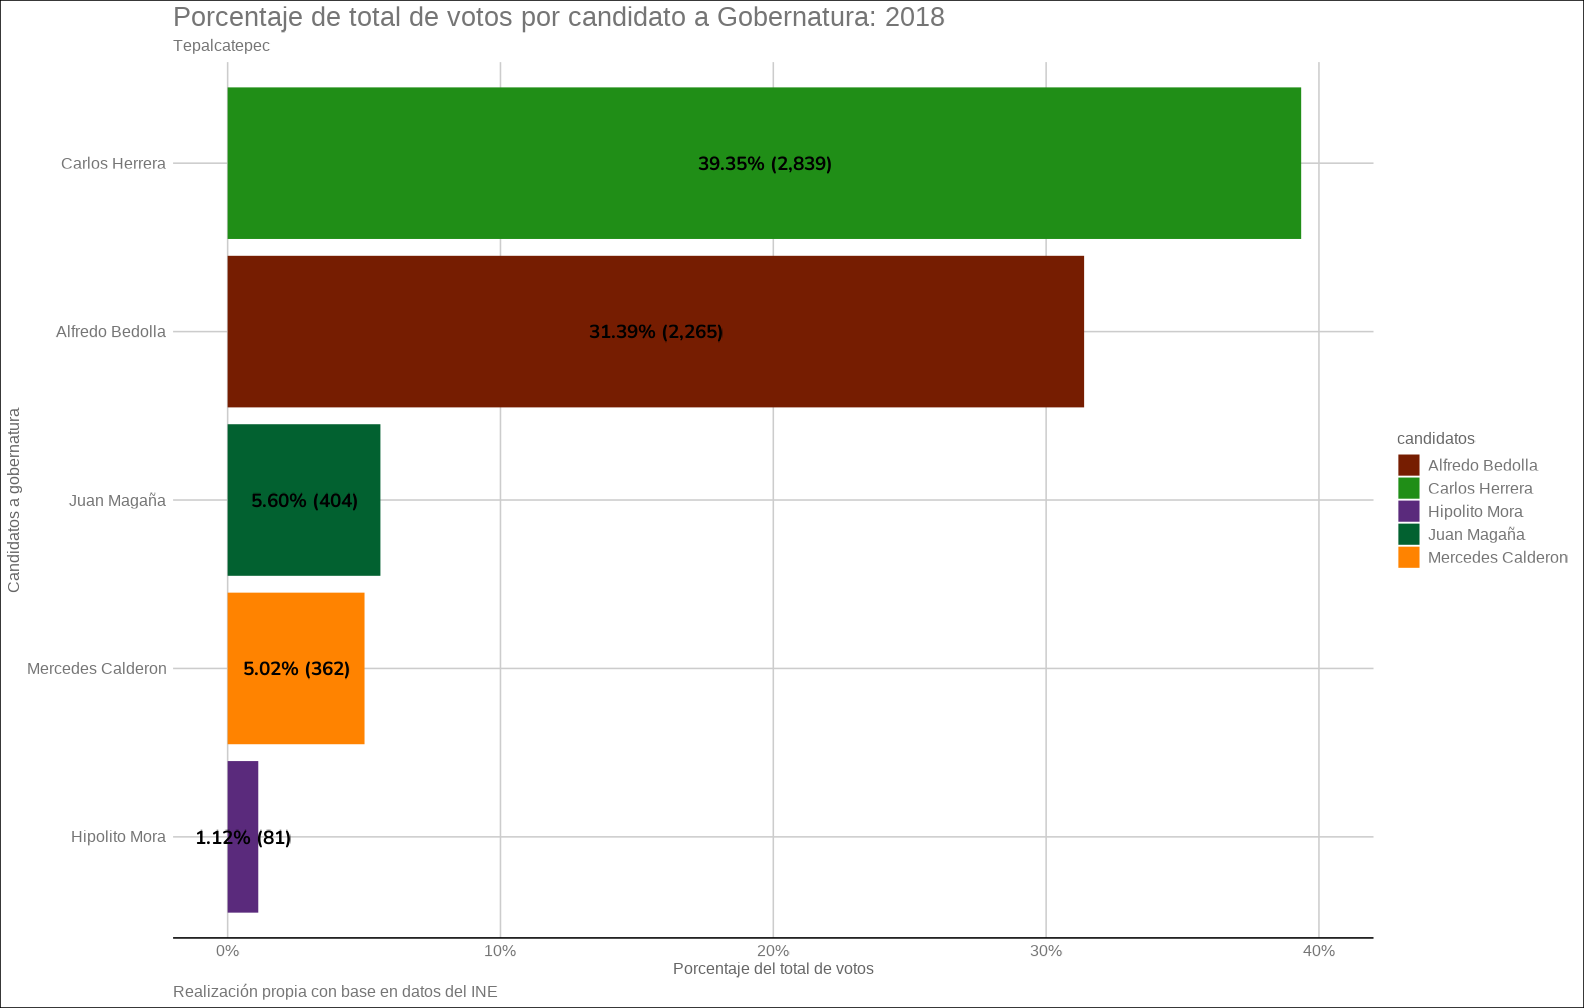 Porcentaje de total de votos por candidato a Gobernatura: 2018
Tepalcatepec
Candidatos a gobernatura
Carlos Herrera
39.35% (2,839)
Alfredo Bedolla
31.39% (2,265)
Juan Magaña
5.60% (404)
Mercedes Calderon
5.02% (362)
Hipolito Mora
1.12% (81)
0% 10% 20% 30% 40%
Porcentaje del total de votos
candidatos
Alfredo Bedolla
Carlos Herrera
Hipolito Mora
Juan Magaña
Mercedes Calderon
Realización propia con base en datos del INE